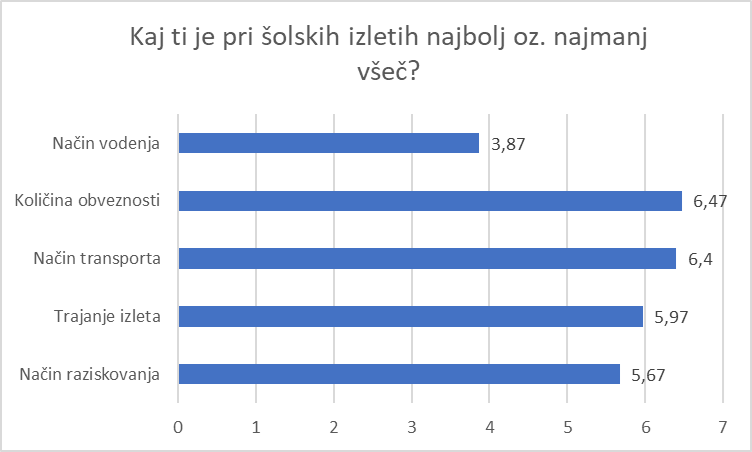 Kaj ti je pri šolskih izletih najbolj oz. najmanj
všeč?
Način vodenja
3,87
Količina obveznosti
6,47
Način transporta
6,4
Trajanje izleta
5,97
Način raziskovanja
5,67
0 1 2 3 4 5 6 7